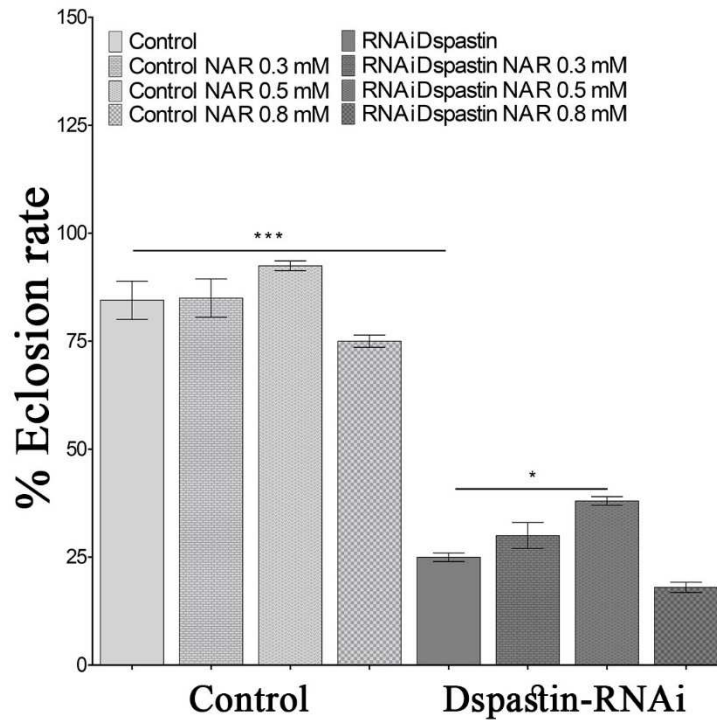 % Eclosion rate
150
125
100
75
50
25
0
Control
Control NAR 0.3 mM
Control NAR 0.5 mM
Control NAR 0.8 mM
RNAiDspastin
RNAiDspastin NAR 0.3 mM
RNAiDspastin NAR 0.5 mM
RNAiDspastin NAR 0.8 mM
***
*
Control
Dspastin-RNAi